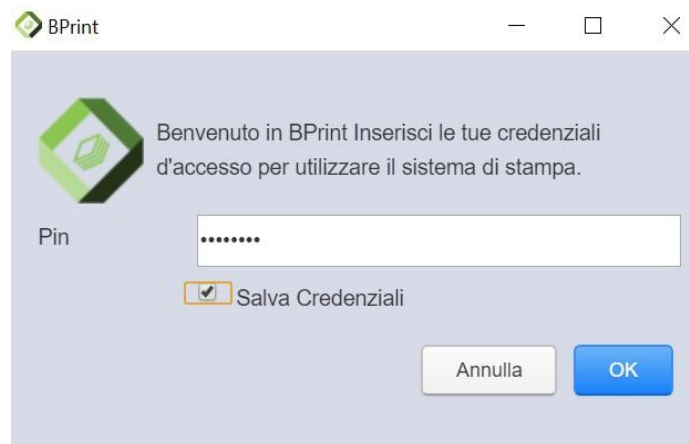 BPrint
Benvenuto in BPrint Inserisci le tue credenziali
d'accesso per utilizzare il sistema di stampa.
Pin
••••••••
Salva Credenziali
Annulla
OK